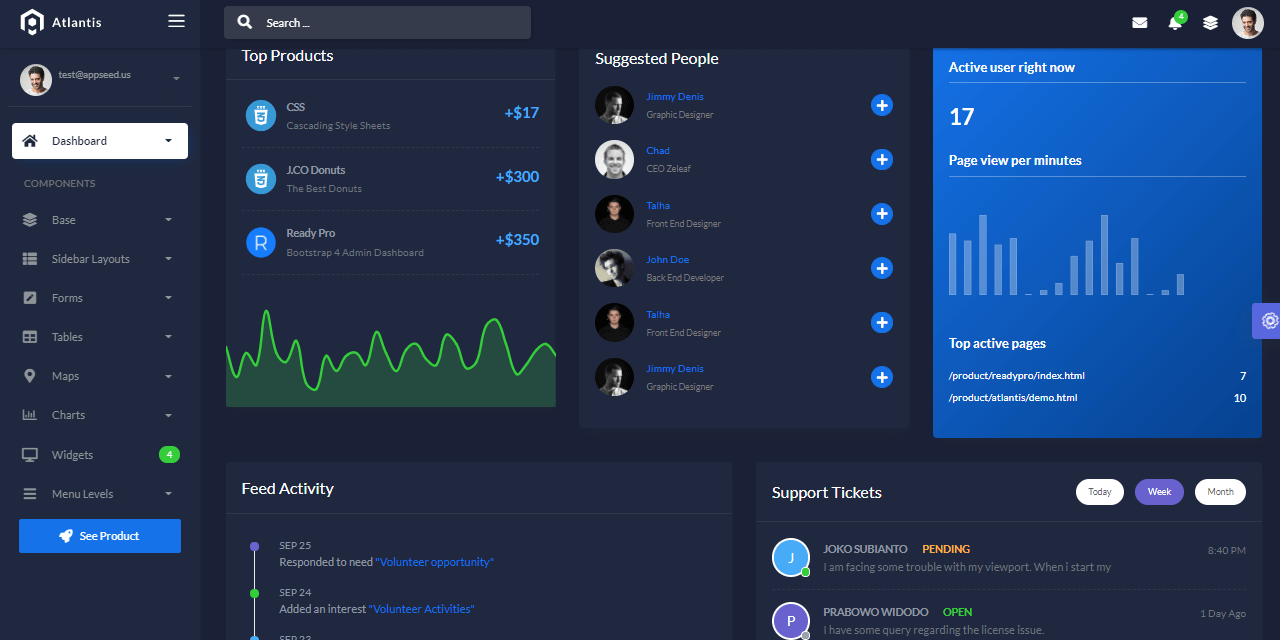 Atlantis
Search ...
4
test@appseed.us
Dashboard
COMPONENTS
Base
Sidebar Layouts
Forms
Tables
Maps
Charts
Widgets
4
Menu Levels
See Product
Top Products
CSS
Cascading Style Sheets
+$17
J.CO Donuts
The Best Donuts
+$300
R
Ready Pro
Bootstrap 4 Admin Dashboard
+$350
Suggested People
Jimmy Denis
Graphic Designer
Chad
CEO Zeleaf
Talha
Front End Designer
John Doe
Back End Developer
Talha
Front End Designer
Jimmy Denis
Graphic Designer
Active user right now
17
Page view per minutes
Top active pages
/product/readypro/index.html 7
/product/atlantis/demo.html 10
Feed Activity
SEP 25
Responded to need "Volunteer opportunity"
SEP 24
Added an interest "Volunteer Activities"
SEP 23
Support Tickets
Today
Week
Month
J
JOKO SUBIANTO PENDING
8:40 PM
I am facing some trouble with my viewport. When i start my
P
PRABOWO WIDODO OPEN
1 Day Ago
I have some query regarding the license issue.